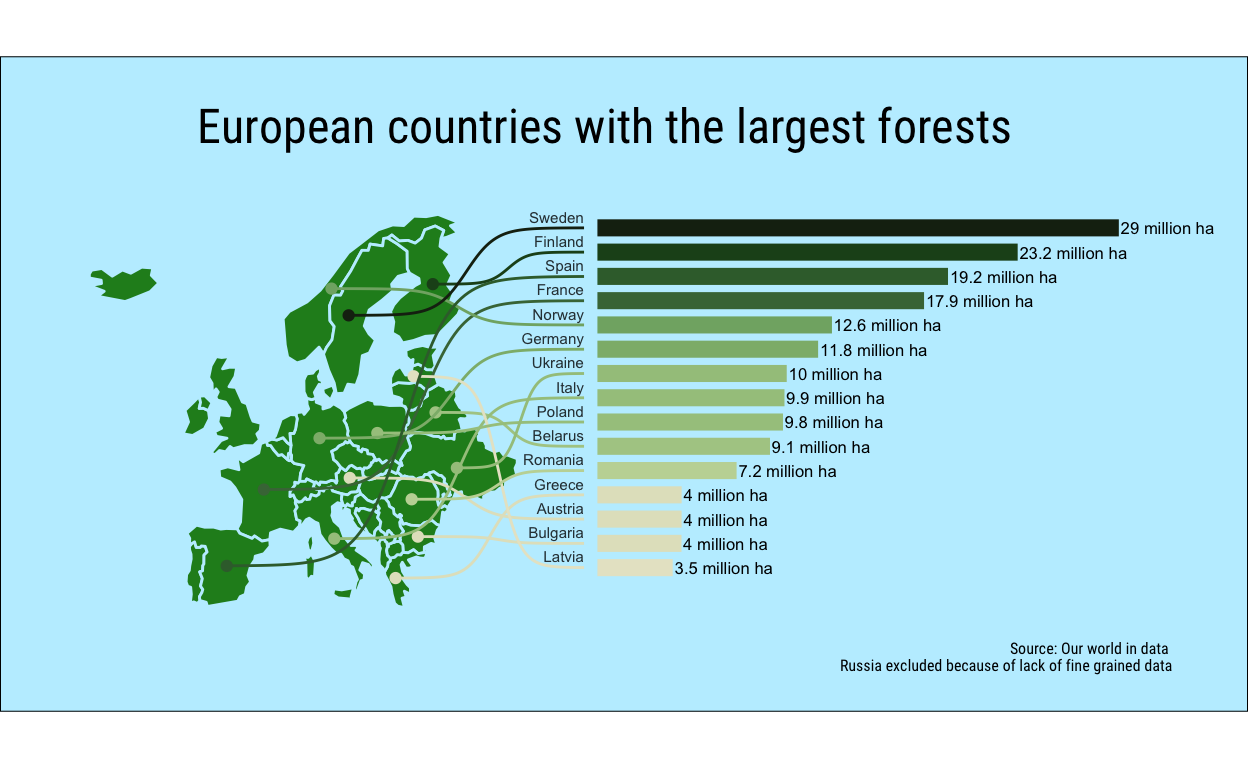 European countries with the largest forests
Sweden 29 million ha
Finland 23.2 million ha
Spain 19.2 million ha
France 17.9 million ha
Norway 12.6 million ha
Germany 11.8 million ha
Ukraine 10 million ha
Italy 9.9 million ha
Poland 9.8 million ha
Belarus 9.1 million ha
Romania 7.2 million ha
Greece 4 million ha
Austria 4 million ha
Bulgaria 4 million ha
Latvia 3.5 million ha
Source: Our world in data
Russia excluded because of lack of fine grained data